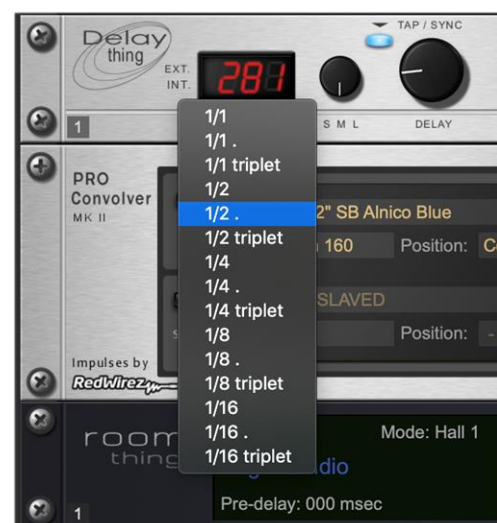 TAP / SYNC
Delay
thing
EXT.
INT.
281
1
S M L
DELAY
1/1
1/1 .
1/1 triplet
1/2
1/2 .
1/2 triplet
1/4
1/4 .
1/4 triplet
1/8
1/8 .
1/8 triplet
1/16
1/16 .
1/16 triplet
PRO
Convolver
MK II
2" SB Alnico Blue
160
Position:
SLAVED
Position: -
Impulses by
RedWirez
room
thing
Mode: Hall 1
dio
Pre-delay: 000 msec
1